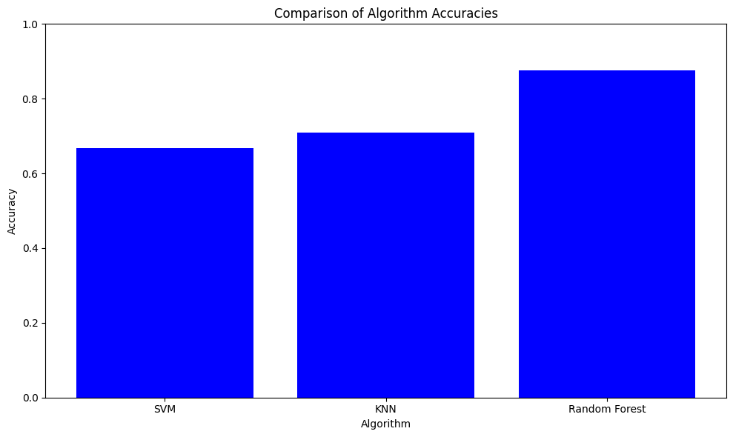 Comparison of Algorithm Accuracies
1.0
0.8
0.6
0.4
0.2
0.0
Accuracy
SVM
KNN
Random Forest
Algorithm